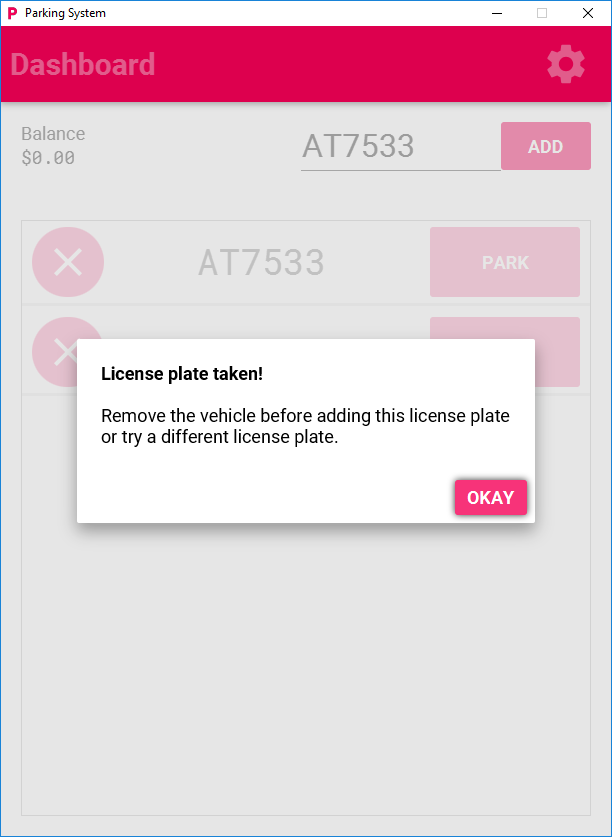 Parking System
Dashboard
Balance
$0.00
AT7533
ADD
AT7533
PARK
License plate taken!
Remove the vehicle before adding this license plate
or try a different license plate.
OKAY